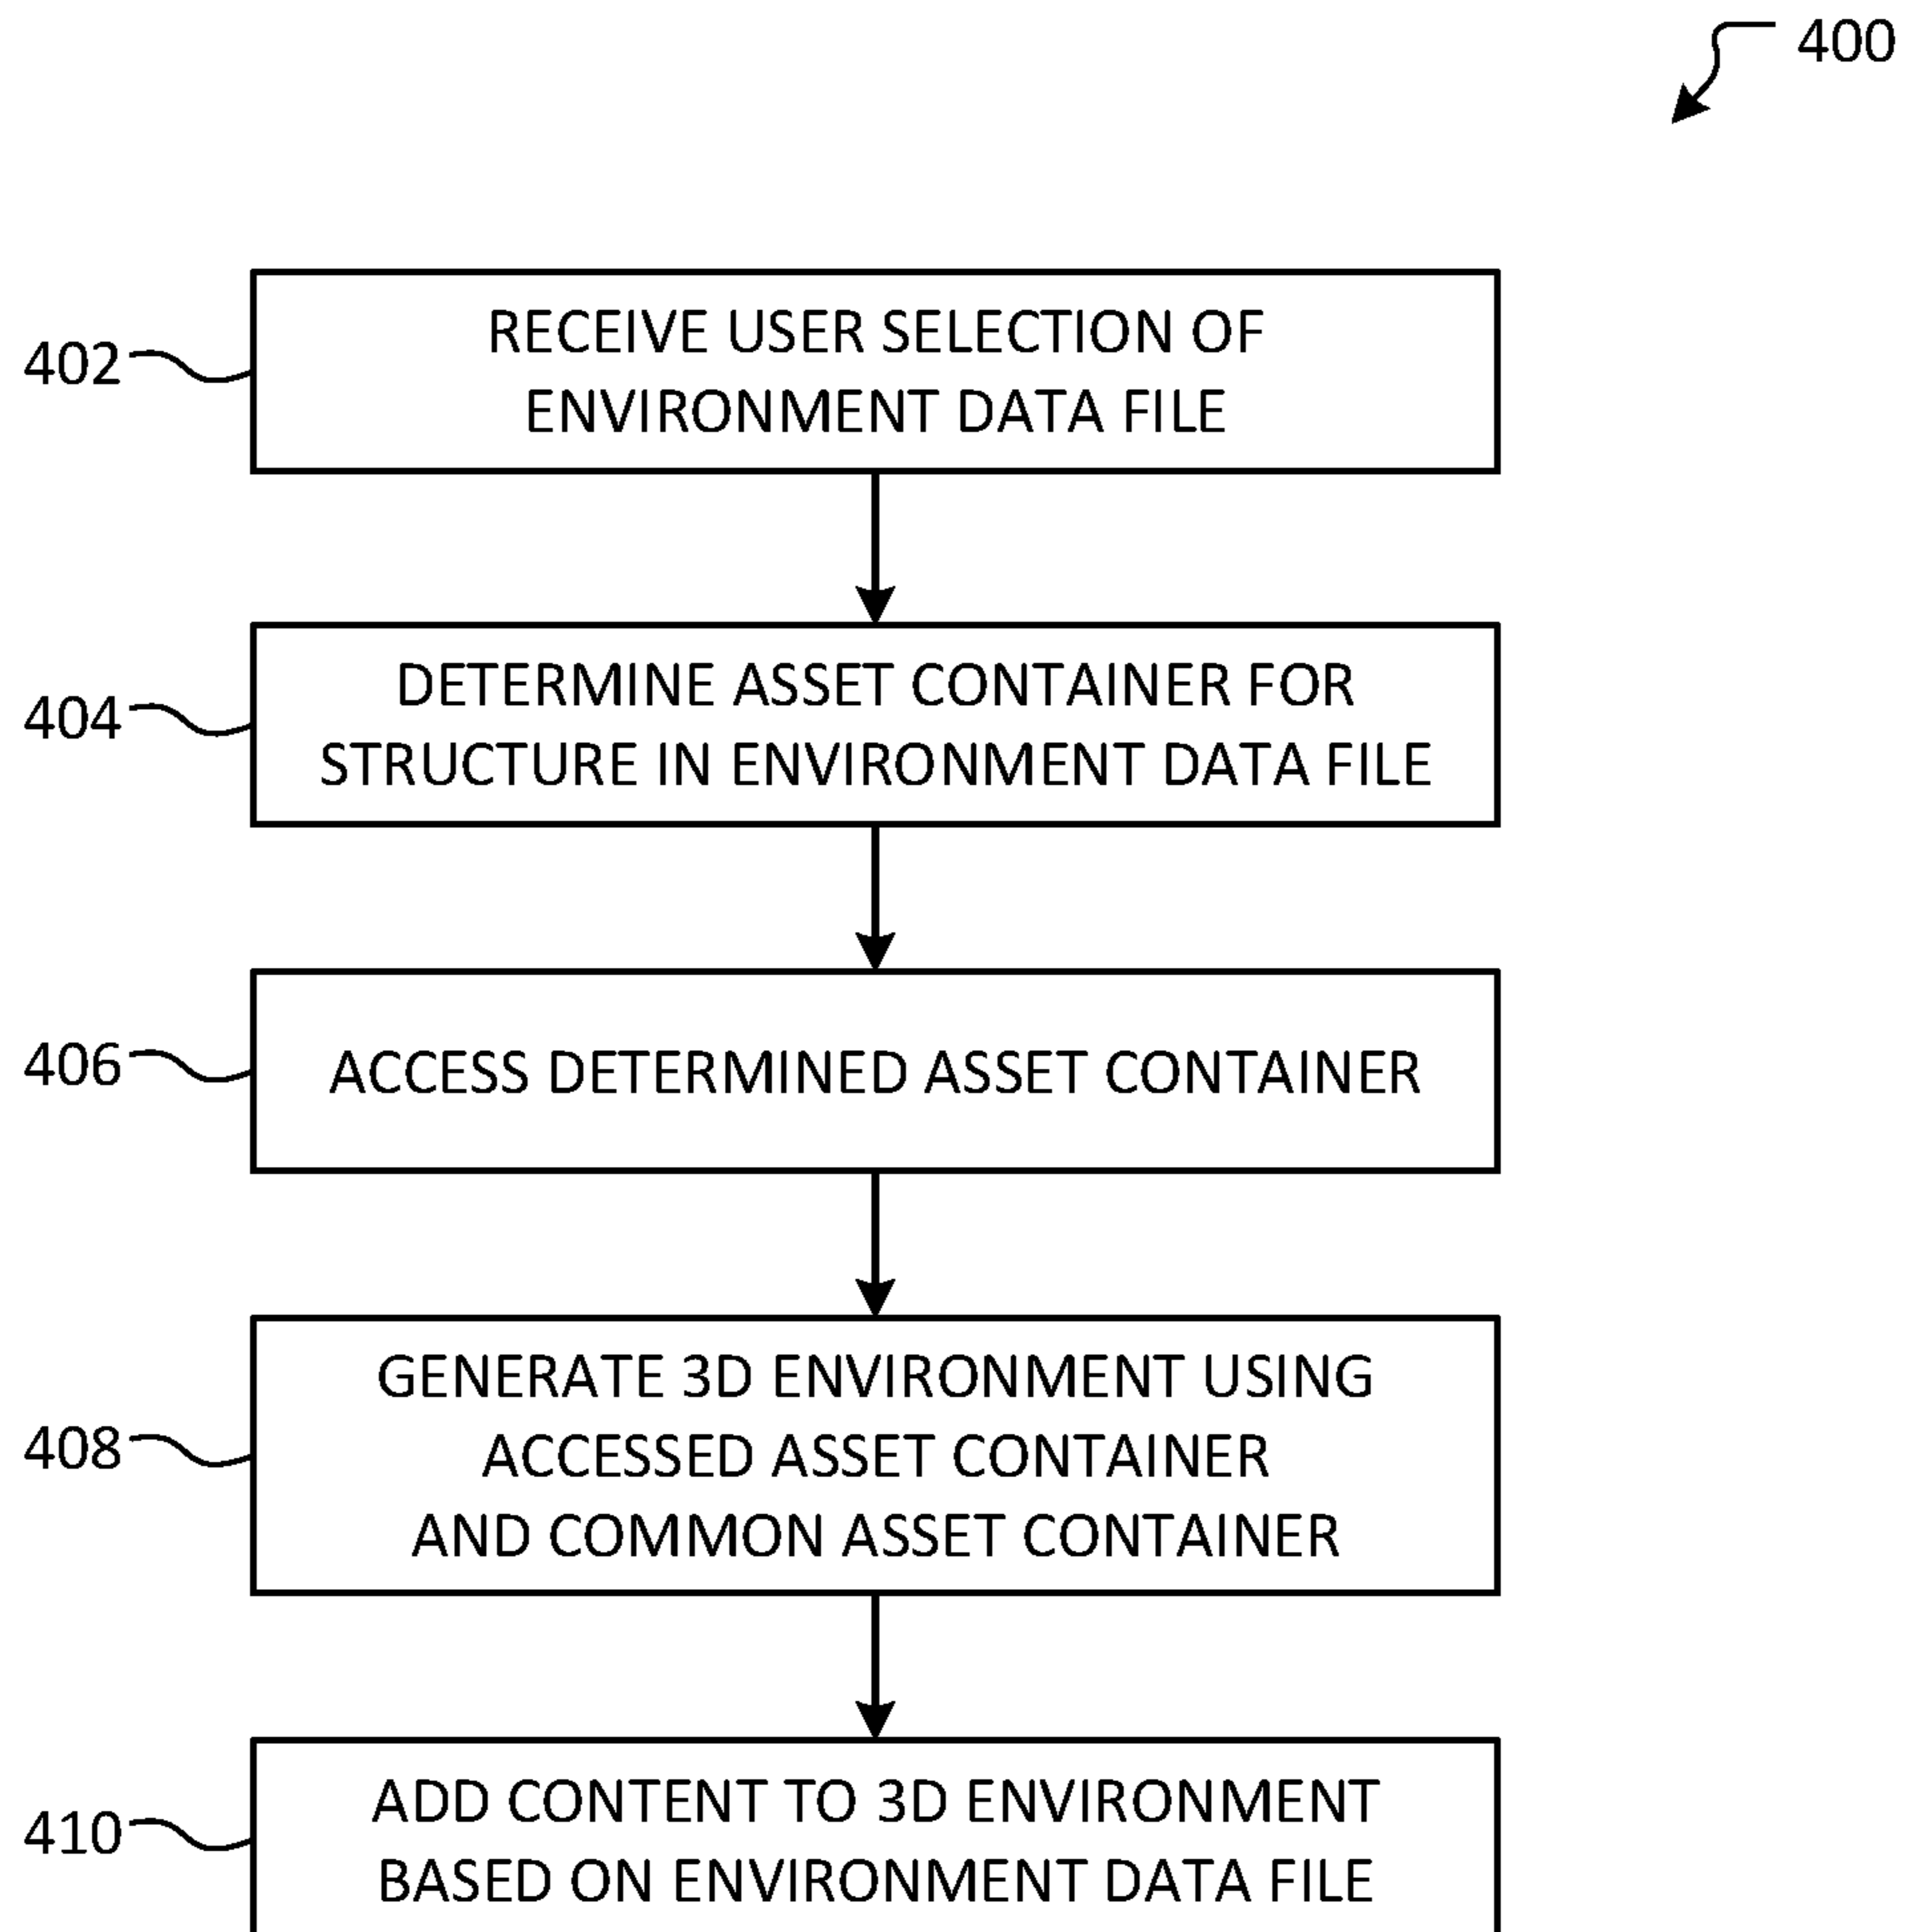 400
402
RECEIVE USER SELECTION OF
ENVIRONMENT DATA FILE
404
DETERMINE ASSET CONTAINER FOR
STRUCTURE IN ENVIRONMENT DATA FILE
406
ACCESS DETERMINED ASSET CONTAINER
408
GENERATE 3D ENVIRONMENT USING
ACCESSED ASSET CONTAINER
AND COMMON ASSET CONTAINER
410
ADD CONTENT TO 3D ENVIRONMENT
BASED ON ENVIRONMENT DATA FILE